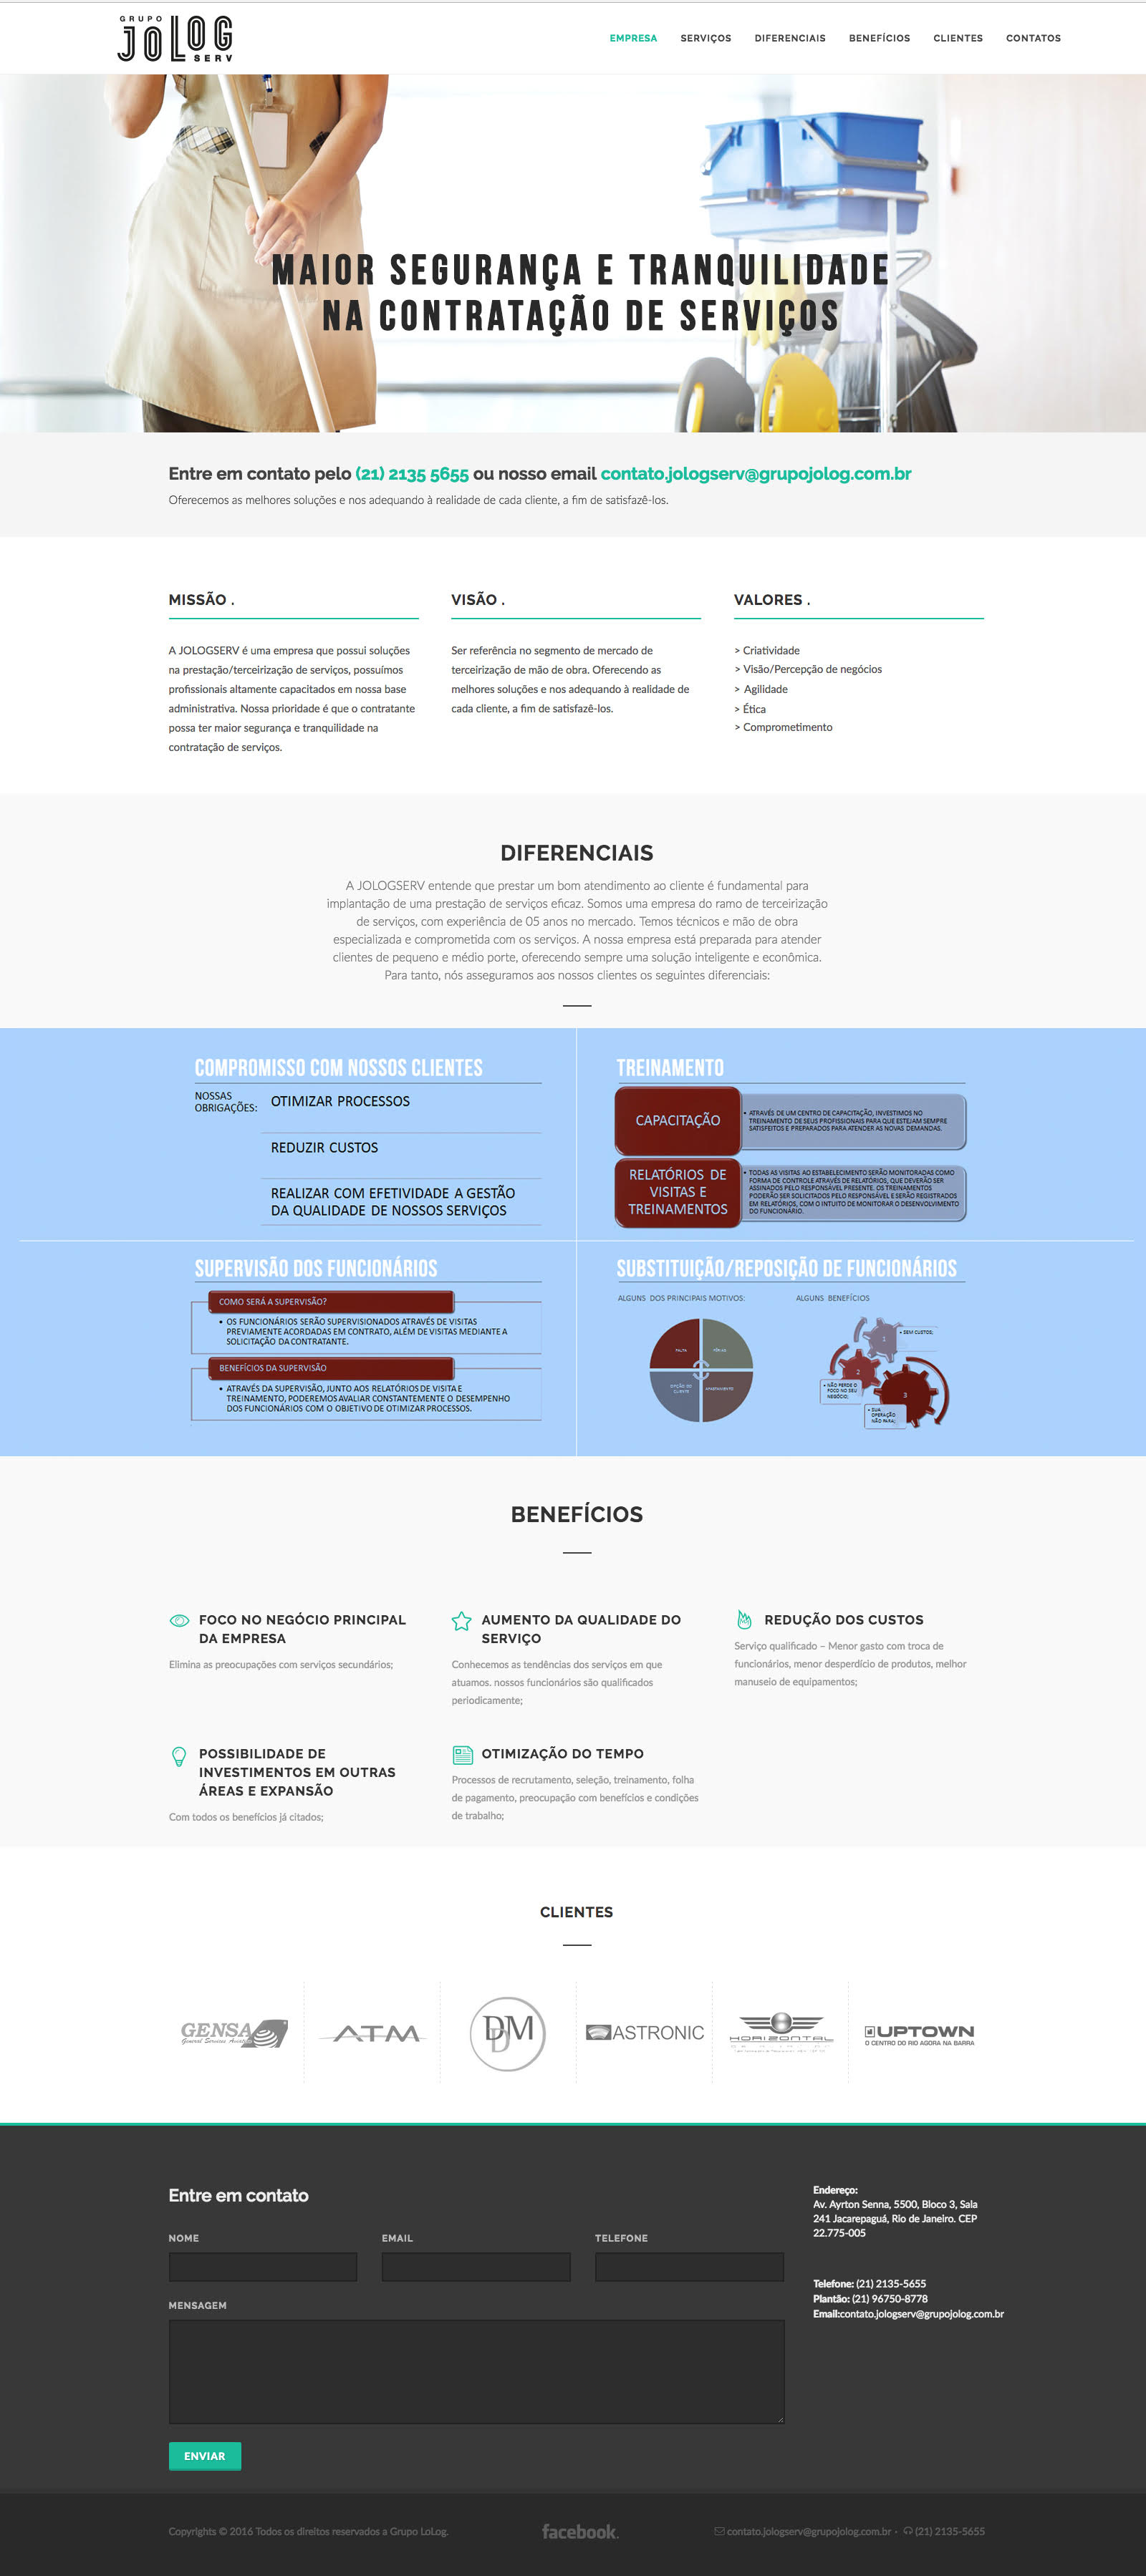 GRUPO
JOLOG
SERV
EMPRESA SERVIÇOS DIFERENCIAIS BENEFÍCIOS CLIENTES CONTATOS
MAIOR SEGURANÇA E TRANQUILIDADE
NA CONTRATAÇÃO DE SERVIÇOS
Entre em contato pelo (21) 2135 5655 ou nosso email contato.jologserv@grupojolog.com.br
Oferecemos as melhores soluções e nos adequando à realidade de cada cliente, a fim de satisfazê-los.
MISSÃO .
A JOLOGSERV é uma empresa que possui soluções
na prestação/terceirização de serviços, possuímos
profissionais altamente capacitados em nossa base
administrativa. Nossa prioridade é que o contratante
possa ter maior segurança e tranquilidade na
contratação de serviços.
VISÃO .
Ser referência no segmento de mercado de
terceirização de mão de obra. Oferecendo as
melhores soluções e nos adequando à realidade de
cada cliente, a fim de satisfazê-los.
VALORES .
> Criatividade
> Visão/Percepção de negócios
> Agilidade
> Ética
> Comprometimento
DIFERENCIAIS
A JOLOGSERV entende que prestar um bom atendimento ao cliente é fundamental para
implantação de uma prestação de serviços eficaz. Somos uma empresa do ramo de terceirização
de serviços, com experiência de 05 anos no mercado. Temos técnicos e mão de obra
especializada e comprometida com os serviços. A nossa empresa está preparada para atender
clientes de pequeno e médio porte, oferecendo sempre uma solução inteligente e econômica.
Para tanto, nós asseguramos aos nossos clientes os seguintes diferenciais:
COMPROMISSO COM NOSSOS CLIENTES
NOSSAS
OBRIGAÇÕES:
OTIMIZAR PROCESSOS
REDUZIR CUSTOS
REALIZAR COM EFETIVIDADE A GESTÃO
DA QUALIDADE DE NOSSOS SERVIÇOS
TREINAMENTO
CAPACITAÇÃO
• ATRAVÉS DE UM CENTRO DE CAPACITAÇÃO, INVESTIMOS NO
TREINAMENTO DE SEUS PROFISSIONAIS PARA QUE ESTEJAM SEMPRE
SATISFEITOS E PREPARADOS PARA ATENDER AS NOVAS DEMANDAS.
RELATÓRIOS DE
VISITAS E
TREINAMENTOS
• TODAS AS VISITAS AO ESTABELECIMENTO SERÃO MONITORADAS COMO
FORMA DE CONTROLE ATRAVÉS DE RELATÓRIOS, QUE DEVERÃO SER
ASSINADOS PELO RESPONSÁVEL PRESENTE. OS TREINAMENTOS
PODERÃO SER SOLICITADOS PELO RESPONSÁVEL E SERÃO REGISTRADOS
EM RELATÓRIOS, COM O INTUITO DE MONITORAR O DESENVOLVIMENTO
DO FUNCIONÁRIO.
SUPERVISÃO DOS FUNCIONÁRIOS
COMO SERÁ A SUPERVISÃO?
• OS FUNCIONÁRIOS SERÃO SUPERVISIONADOS ATRAVÉS DE VISITAS
PREVIAMENTE ACORDADAS EM CONTRATO, ALÉM DE VISITAS MEDIANTE A
SOLICITAÇÃO DA CONTRATANTE.
BENEFÍCIOS DA SUPERVISÃO
• ATRAVÉS DA SUPERVISÃO, JUNTO AOS RELATÓRIOS DE VISITA E
TREINAMENTO, PODEREMOS AVALIAR CONSTANTEMENTE O DESEMPENHO
DOS FUNCIONÁRIOS COM O OBJETIVO DE OTIMIZAR PROCESSOS.
SUBSTITUIÇÃO/REPOSIÇÃO DE FUNCIONÁRIOS
ALGUNS DOS PRINCIPAIS MOTIVOS:
FALTA
FÉRIAS
OPÇÃO DO
CLIENTE
AFASTAMENTO
ALGUNS BENEFÍCIOS
1
• SEM CUSTOS;
2
• NÃO PERDE O
FOCO NO SEU
NEGÓCIO;
3
• SUA
OPERAÇÃO
NÃO PARA;
BENEFÍCIOS
FOCO NO NEGÓCIO PRINCIPAL
DA EMPRESA
Elimina as preocupações com serviços secundários;
AUMENTO DA QUALIDADE DO
SERVIÇO
Conhecemos as tendências dos serviços em que
atuamos. nossos funcionários são qualificados
periodicamente;
REDUÇÃO DOS CUSTOS
Serviço qualificado – Menor gasto com troca de
funcionários, menor desperdício de produtos, melhor
manuseio de equipamentos;
POSSIBILIDADE DE
INVESTIMENTOS EM OUTRAS
ÁREAS E EXPANSÃO
Com todos os benefícios já citados;
OTIMIZAÇÃO DO TEMPO
Processos de recrutamento, seleção, treinamento, folha
de pagamento, preocupação com benefícios e condições
de trabalho;
CLIENTES
GENSA
General Services Aviation
ATM
DDM
ASTRONIC
HORIZONTAL
UPTOWN
O CENTRO DO RIO AGORA NA BARRA
Entre em contato
NOME EMAIL TELEFONE
MENSAGEM
ENVIAR
Endereço:
Av. Ayrton Senna, 5500, Bloco 3, Sala
241 Jacarepaguá, Rio de Janeiro. CEP
22.775-005
Telefone: (21) 2135-5655
Plantão: (21) 96750-8778
Email:contato.jologserv@grupojolog.com.br
Copyrights © 2016 Todos os direitos reservados a Grupo LoLog.
facebook.
contato.jologserv@grupojolog.com.br · (21) 2135-5655